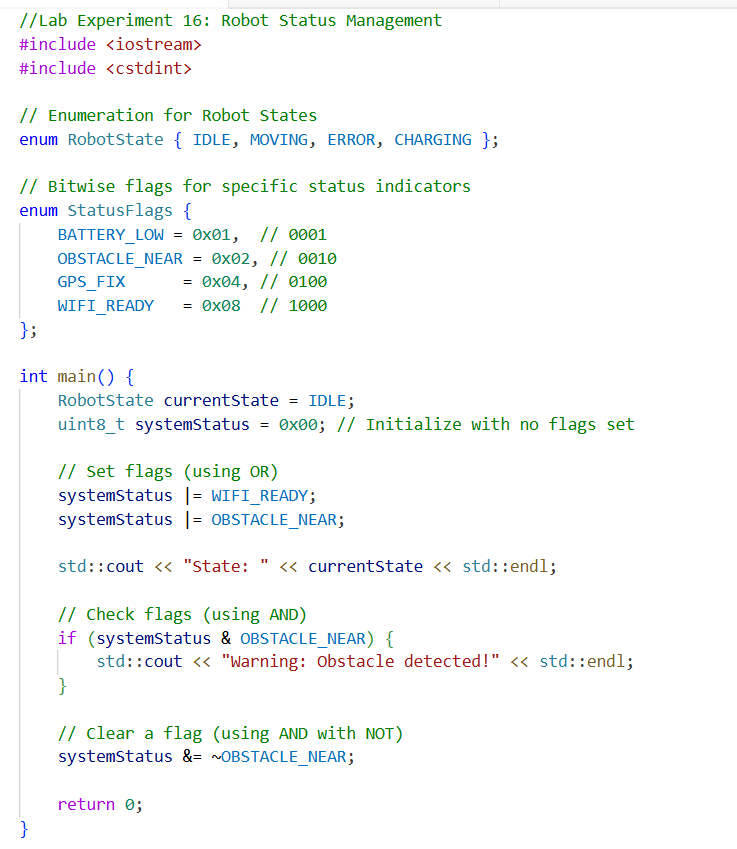 //Lab Experiment 16: Robot Status Management
#include <iostream>
#include <cstdint>

// Enumeration for Robot States
enum RobotState { IDLE, MOVING, ERROR, CHARGING };

// Bitwise flags for specific status indicators
enum StatusFlags {
    BATTERY_LOW = 0x01,  // 0001
    OBSTACLE_NEAR = 0x02, // 0010
    GPS_FIX      = 0x04, // 0100
    WIFI_READY   = 0x08  // 1000
};

int main() {
    RobotState currentState = IDLE;
    uint8_t systemStatus = 0x00; // Initialize with no flags set

    // Set flags (using OR)
    systemStatus |= WIFI_READY;
    systemStatus |= OBSTACLE_NEAR;

    std::cout << "State: " << currentState << std::endl;

    // Check flags (using AND)
    if (systemStatus & OBSTACLE_NEAR) {
        std::cout << "Warning: Obstacle detected!" << std::endl;
    }

    // Clear a flag (using AND with NOT)
    systemStatus &= ~OBSTACLE_NEAR;

    return 0;
}